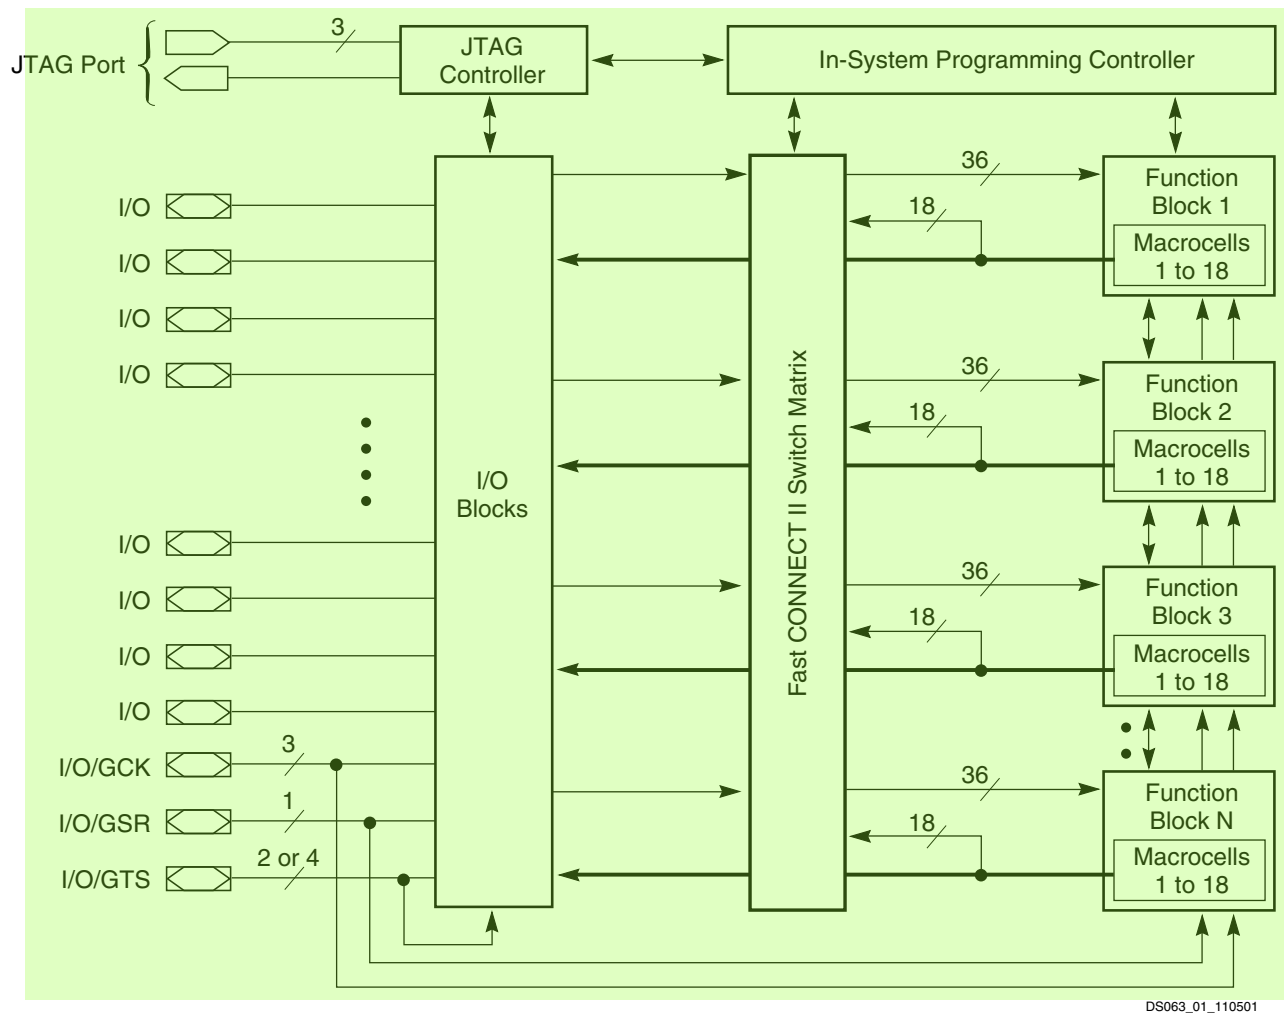 JTAG Port
3
JTAG
Controller
In-System Programming Controller
I/O
I/O
I/O
I/O
I/O
I/O
I/O
I/O
I/O/GCK
3
I/O/GSR
1
I/O/GTS
2 or 4
I/O
Blocks
Fast CONNECT II Switch Matrix
36
18
Function
Block 1
Macrocells
1 to 18
36
18
Function
Block 2
Macrocells
1 to 18
36
18
Function
Block 3
Macrocells
1 to 18
36
18
Function
Block N
Macrocells
1 to 18
DS063_01_110501